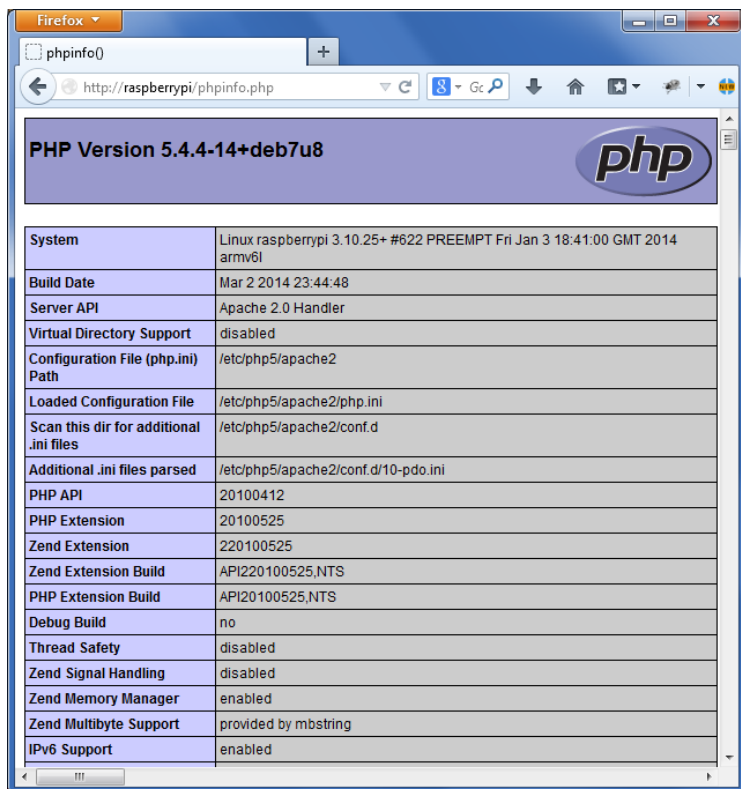 Firefox
phpinfo()
http://raspberrypi/phpinfo.php
8
Gc
NEW
PHP Version 5.4.4-14+deb7u8
php
System
Linux raspberrypi 3.10.25+ #622 PREEMPT Fri Jan 3 18:41:00 GMT 2014
armv6l
Build Date
Mar 2 2014 23:44:48
Server API
Apache 2.0 Handler
Virtual Directory Support
disabled
Configuration File (php.ini)
Path
/etc/php5/apache2
Loaded Configuration File
/etc/php5/apache2/php.ini
Scan this dir for additional
.ini files
/etc/php5/apache2/conf.d
Additional .ini files parsed
/etc/php5/apache2/conf.d/10-pdo.ini
PHP API
20100412
PHP Extension
20100525
Zend Extension
220100525
Zend Extension Build
API220100525,NTS
PHP Extension Build
API20100525,NTS
Debug Build
no
Thread Safety
disabled
Zend Signal Handling
disabled
Zend Memory Manager
enabled
Zend Multibyte Support
provided by mbstring
IPv6 Support
enabled